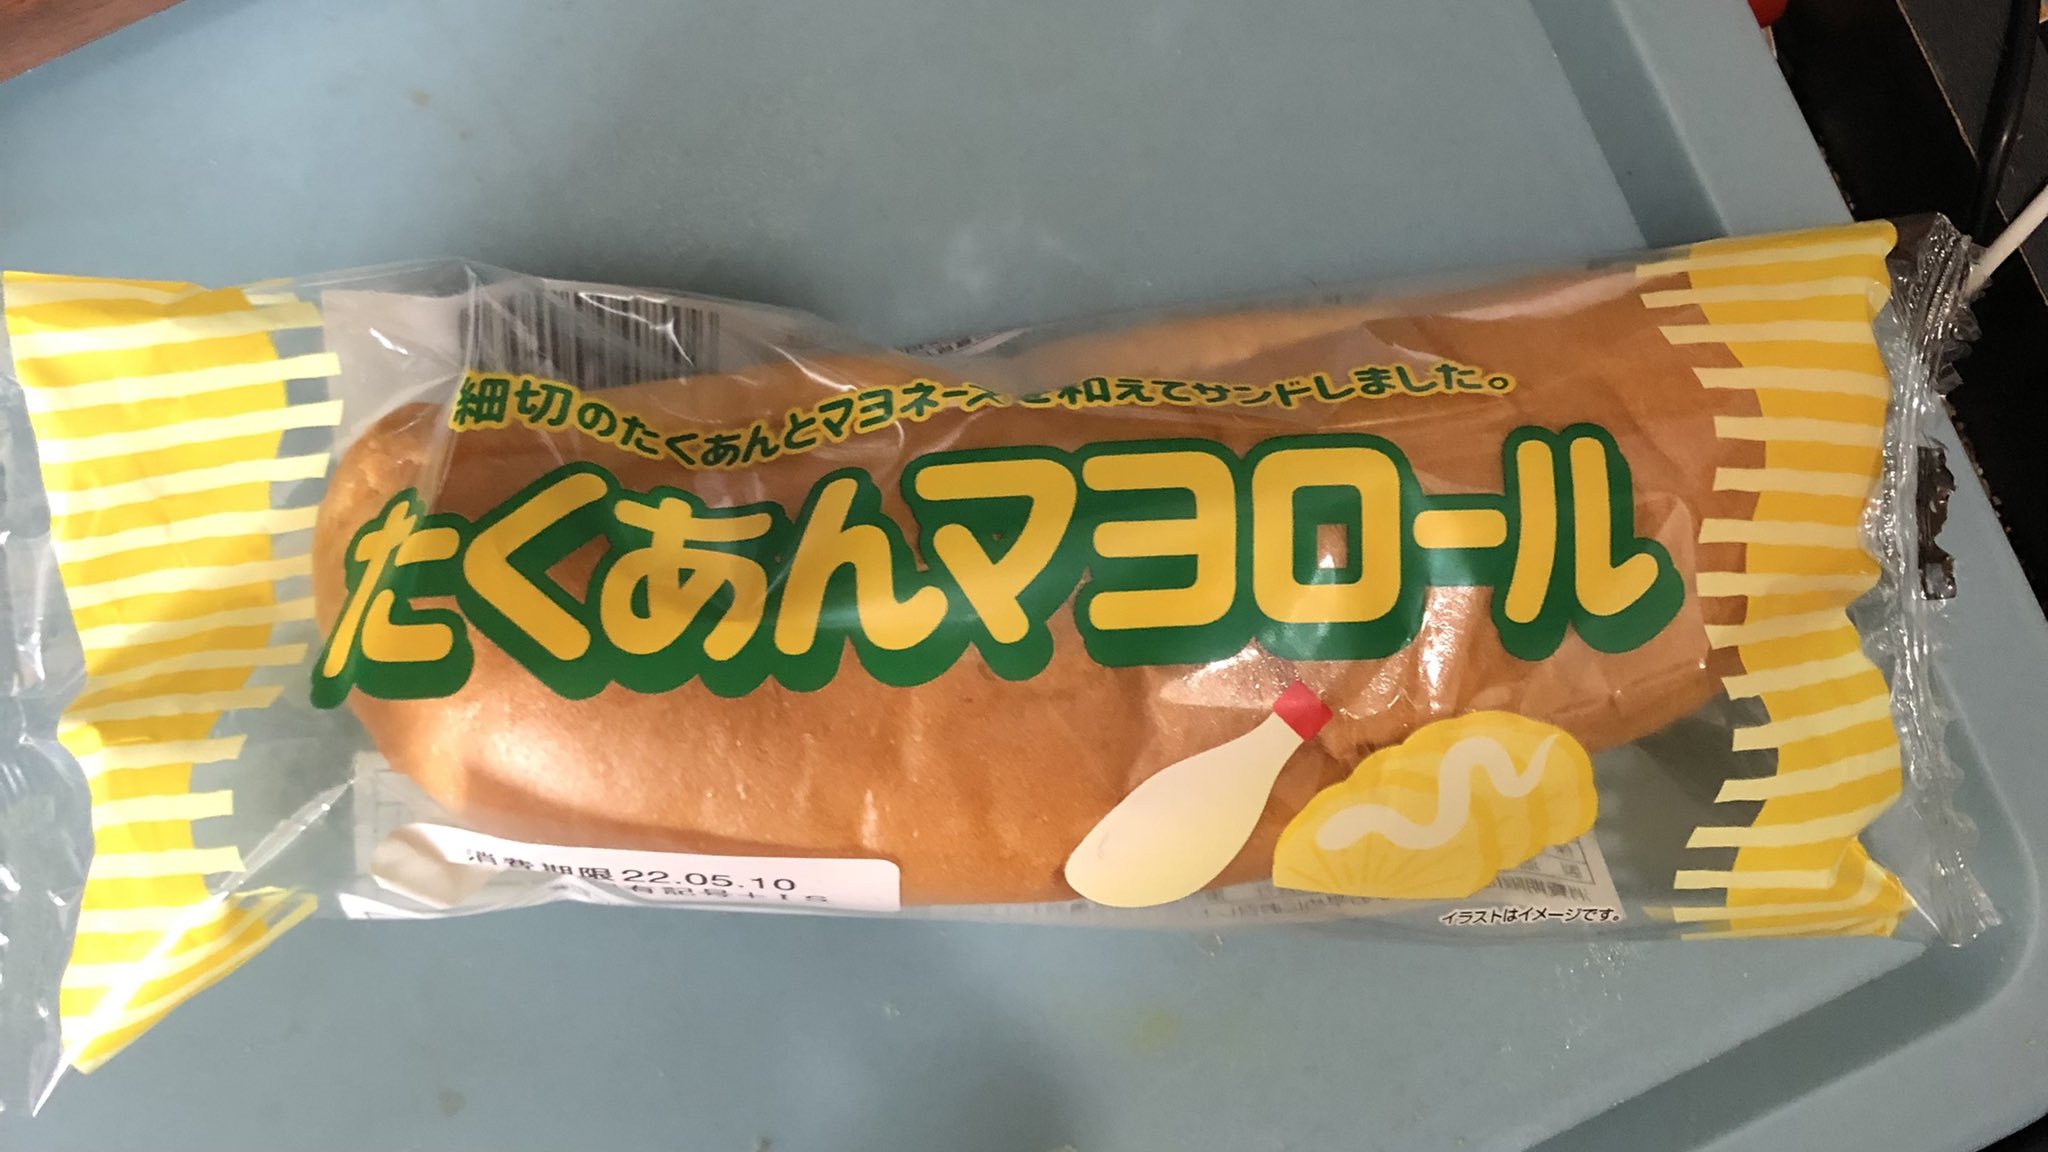 細切のたくあんとマヨネーズを和えてサンドしました。
たくあんマヨロール
消費期限 22.05.10
イラストはイメージです。